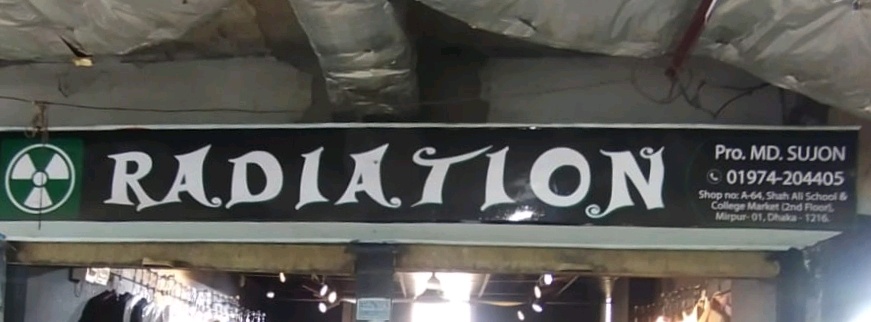 RADIATION
Pro. MD. SUJON
01974-204405
Shop no: A-64, Shah Ali School &
College Market (2nd Floor),
Mirpur- 01, Dhaka - 1216.